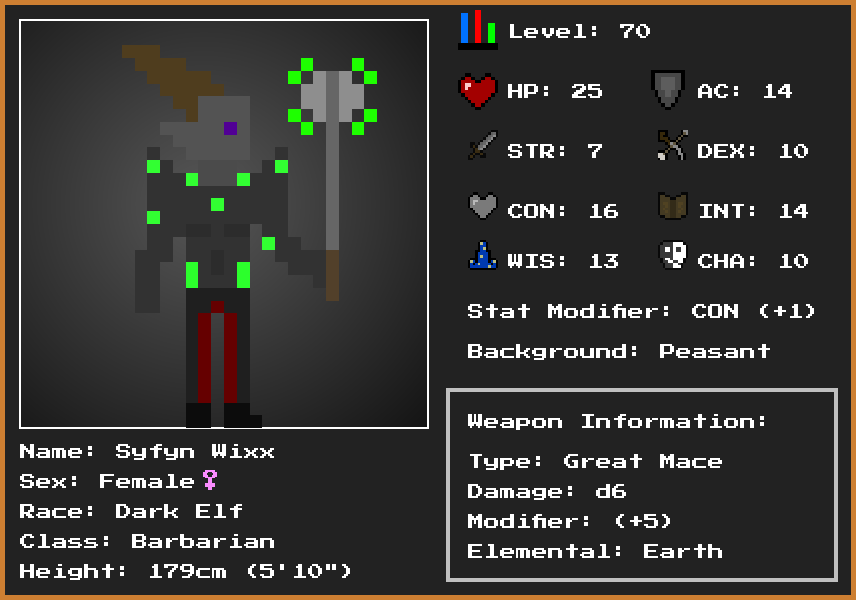 Level: 70
HP: 25
AC: 14
STR: 7
DEX: 10
CON: 16
INT: 14
WIS: 13
CHA: 10
Stat Modifier: CON (+1)
Background: Peasant
Weapon Information:
Type: Great Mace
Damage: d6
Modifier: (+5)
Elemental: Earth
Name: Syfyn Wixx
Sex: Female♀
Race: Dark Elf
Class: Barbarian
Height: 179cm (5'10")